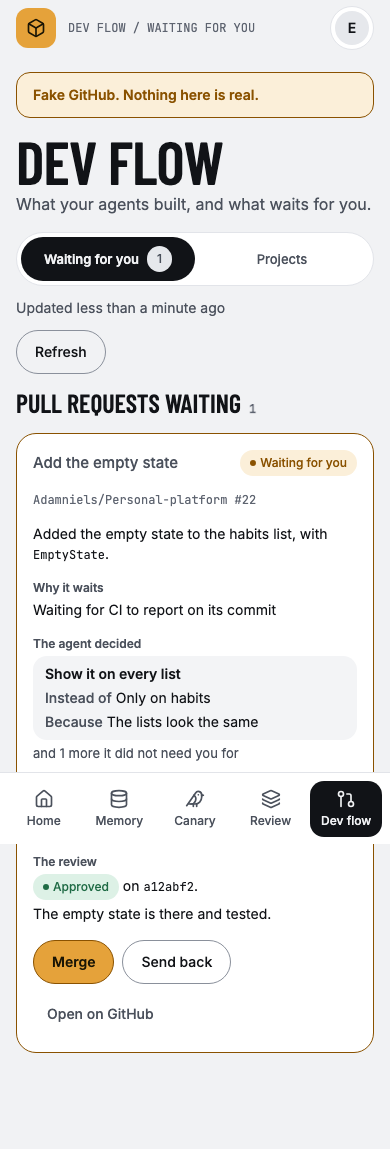 DEV FLOW / WAITING FOR YOU
E
Fake GitHub. Nothing here is real.
DEV FLOW
What your agents built, and what waits for you.
Waiting for you 1
Projects
Updated less than a minute ago
Refresh
PULL REQUESTS WAITING 1
Add the empty state
Waiting for you
Adamniels/Personal-platform #22
Added the empty state to the habits list, with
EmptyState.
Why it waits
Waiting for CI to report on its commit
The agent decided
Show it on every list
Instead of Only on habits
Because The lists look the same
and 1 more it did not need you for
Home
Memory
Canary
Review
Dev flow
The review
Approved on a12abf2.
The empty state is there and tested.
Merge
Send back
Open on GitHub